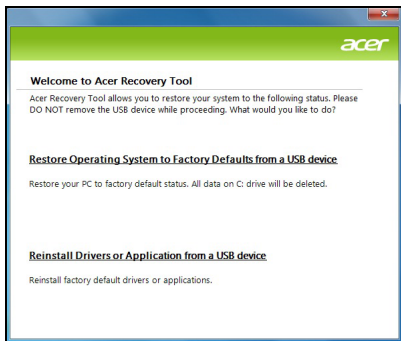 acer
Welcome to Acer Recovery Tool
Acer Recovery Tool allows you to restore your system to the following status. Please
DO NOT remove the USB device while proceeding. What would you like to do?
Restore Operating System to Factory Defaults from a USB device
Restore your PC to factory default status. All data on C: drive will be deleted.
Reinstall Drivers or Application from a USB device
Reinstall factory default drivers or applications.